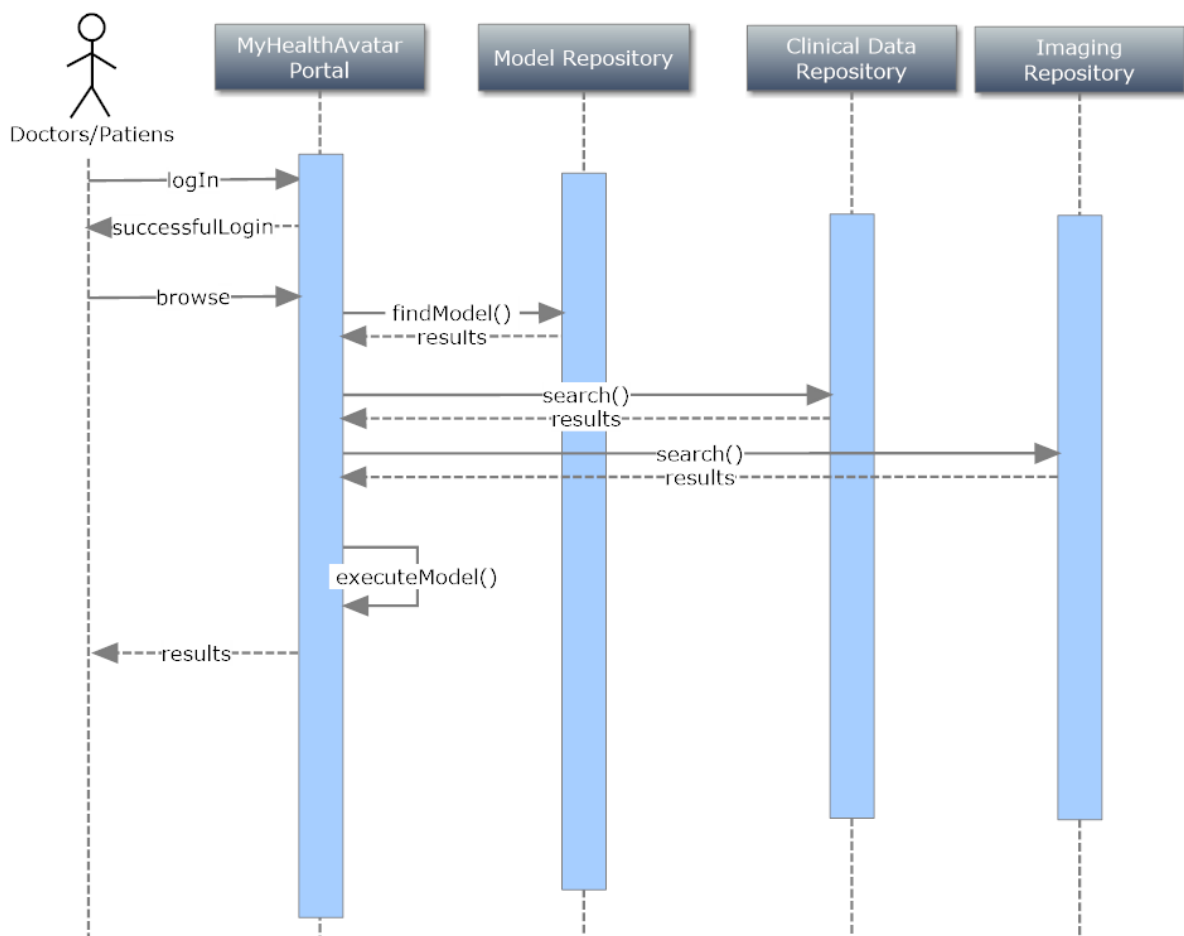 MyHealthAvatar
Portal
Model Repository
Clinical Data
Repository
Imaging
Repository
Doctors/Patiens
logIn
successfulLogin
browse
findModel()
results
search()
results
search()
results
executeModel()
results